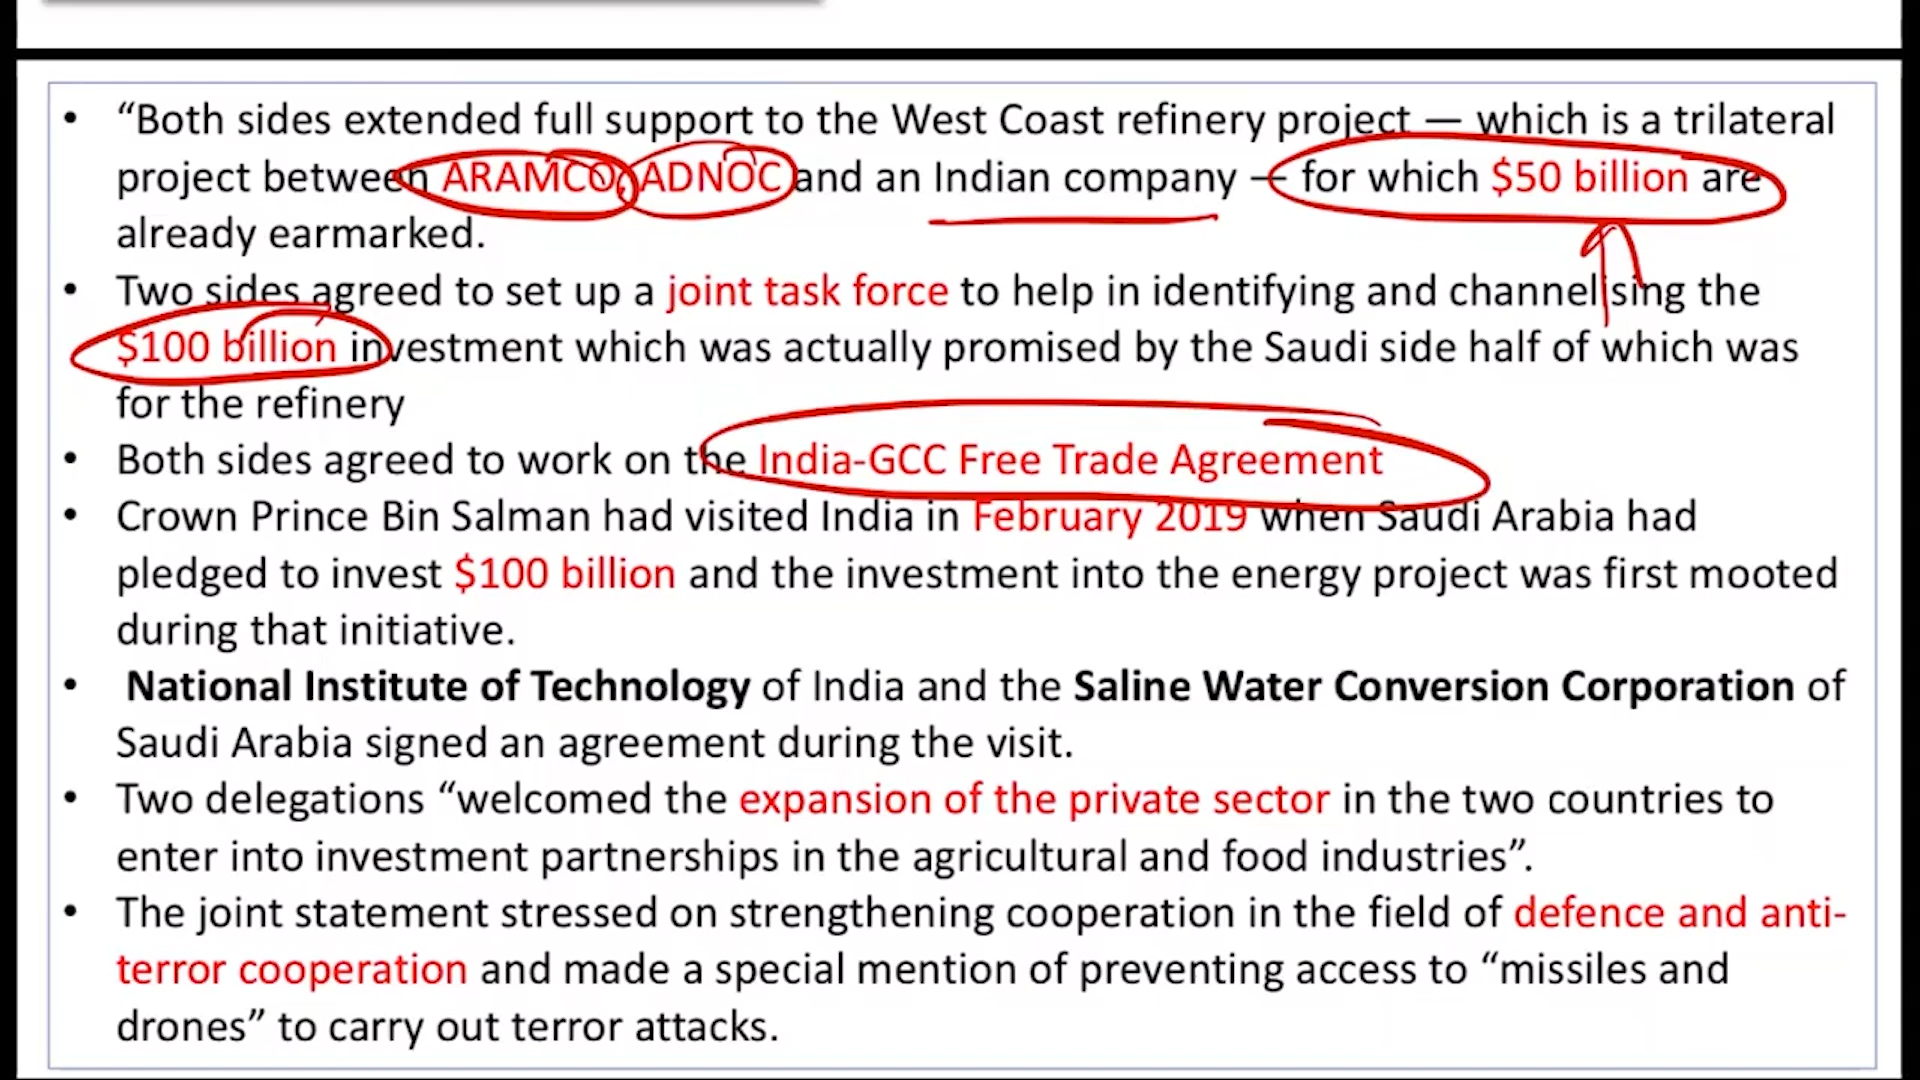 • “Both sides extended full support to the West Coast refinery project — which is a trilateral
project between ARAMCO, ADNOC and an Indian company — for which $50 billion are
already earmarked.
• Two sides agreed to set up a joint task force to help in identifying and channelising the
$100 billion investment which was actually promised by the Saudi side half of which was
for the refinery
• Both sides agreed to work on the India-GCC Free Trade Agreement
• Crown Prince Bin Salman had visited India in February 2019 when Saudi Arabia had
pledged to invest $100 billion and the investment into the energy project was first mooted
during that initiative.
• National Institute of Technology of India and the Saline Water Conversion Corporation of
Saudi Arabia signed an agreement during the visit.
• Two delegations “welcomed the expansion of the private sector in the two countries to
enter into investment partnerships in the agricultural and food industries”.
• The joint statement stressed on strengthening cooperation in the field of defence and anti-
terror cooperation and made a special mention of preventing access to “missiles and
drones” to carry out terror attacks.